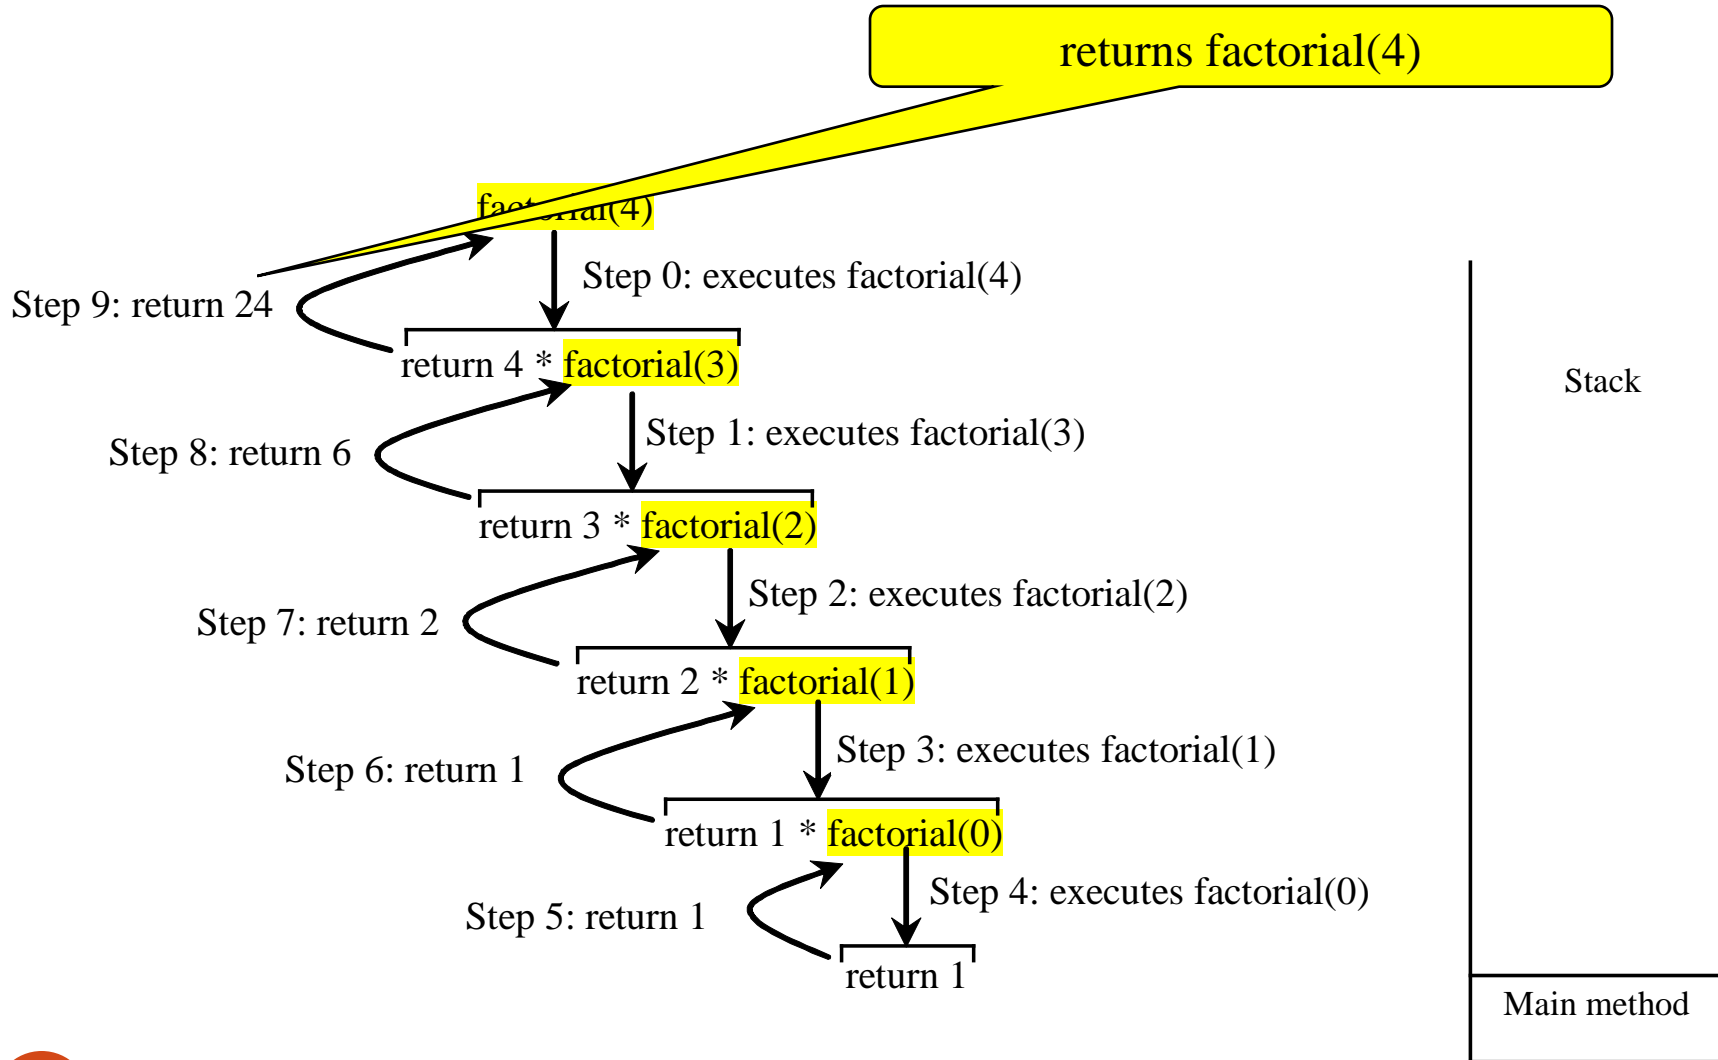 returns factorial(4)
factorial(4)
Step 0: executes factorial(4)
Step 9: return 24
return 4 * factorial(3)
Stack
Step 1: executes factorial(3)
Step 8: return 6
return 3 * factorial(2)
Step 2: executes factorial(2)
Step 7: return 2
return 2 * factorial(1)
Step 3: executes factorial(1)
Step 6: return 1
return 1 * factorial(0)
Step 4: executes factorial(0)
Step 5: return 1
return 1
Main method